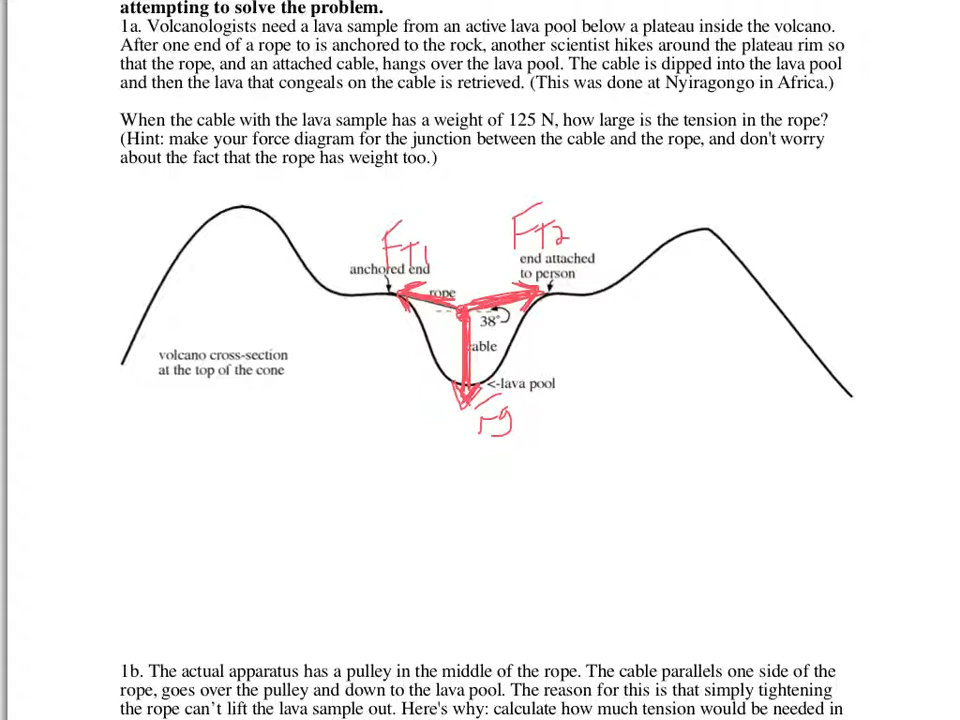 attempting to solve the problem.
1a. Volcanologists need a lava sample from an active lava pool below a plateau inside the volcano.
After one end of a rope to is anchored to the rock, another scientist hikes around the plateau rim so
that the rope, and an attached cable, hangs over the lava pool. The cable is dipped into the lava pool
and then the lava that congeals on the cable is retrieved. (This was done at Nyiragongo in Africa.)
When the cable with the lava sample has a weight of 125 N, how large is the tension in the rope?
(Hint: make your force diagram for the junction between the cable and the rope, and don't worry
about the fact that the rope has weight too.)
FT1
FT2
end attached
to person
anchored end
rope
38°
able
volcano cross-section
at the top of the cone
<-lava pool
Fg
1b. The actual apparatus has a pulley in the middle of the rope. The cable parallels one side of the
rope, goes over the pulley and down to the lava pool. The reason for this is that simply tightening
the rope can't lift the lava sample out. Here's why: calculate how much tension would be needed in